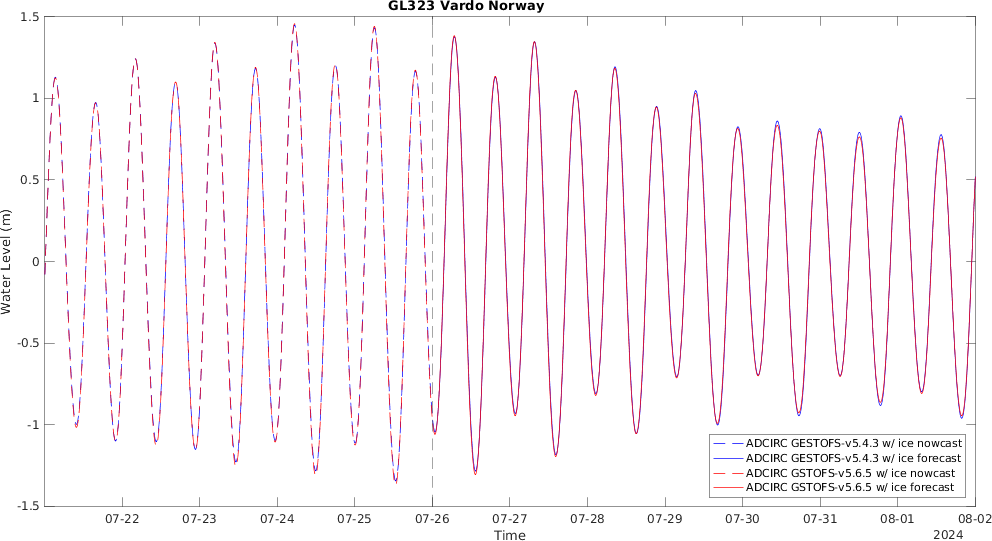 GL323 Vardo Norway
1.5
1
0.5
0
-0.5
-1
-1.5
Water Level (m)
07-22 07-23 07-24 07-25 07-26 07-27 07-28 07-29 07-30 07-31 08-01 08-02
Time
2024
ADCIRC GESTOFS-v5.4.3 w/ ice nowcast
ADCIRC GESTOFS-v5.4.3 w/ ice forecast
ADCIRC GSTOFS-v5.6.5 w/ ice nowcast
ADCIRC GSTOFS-v5.6.5 w/ ice forecast